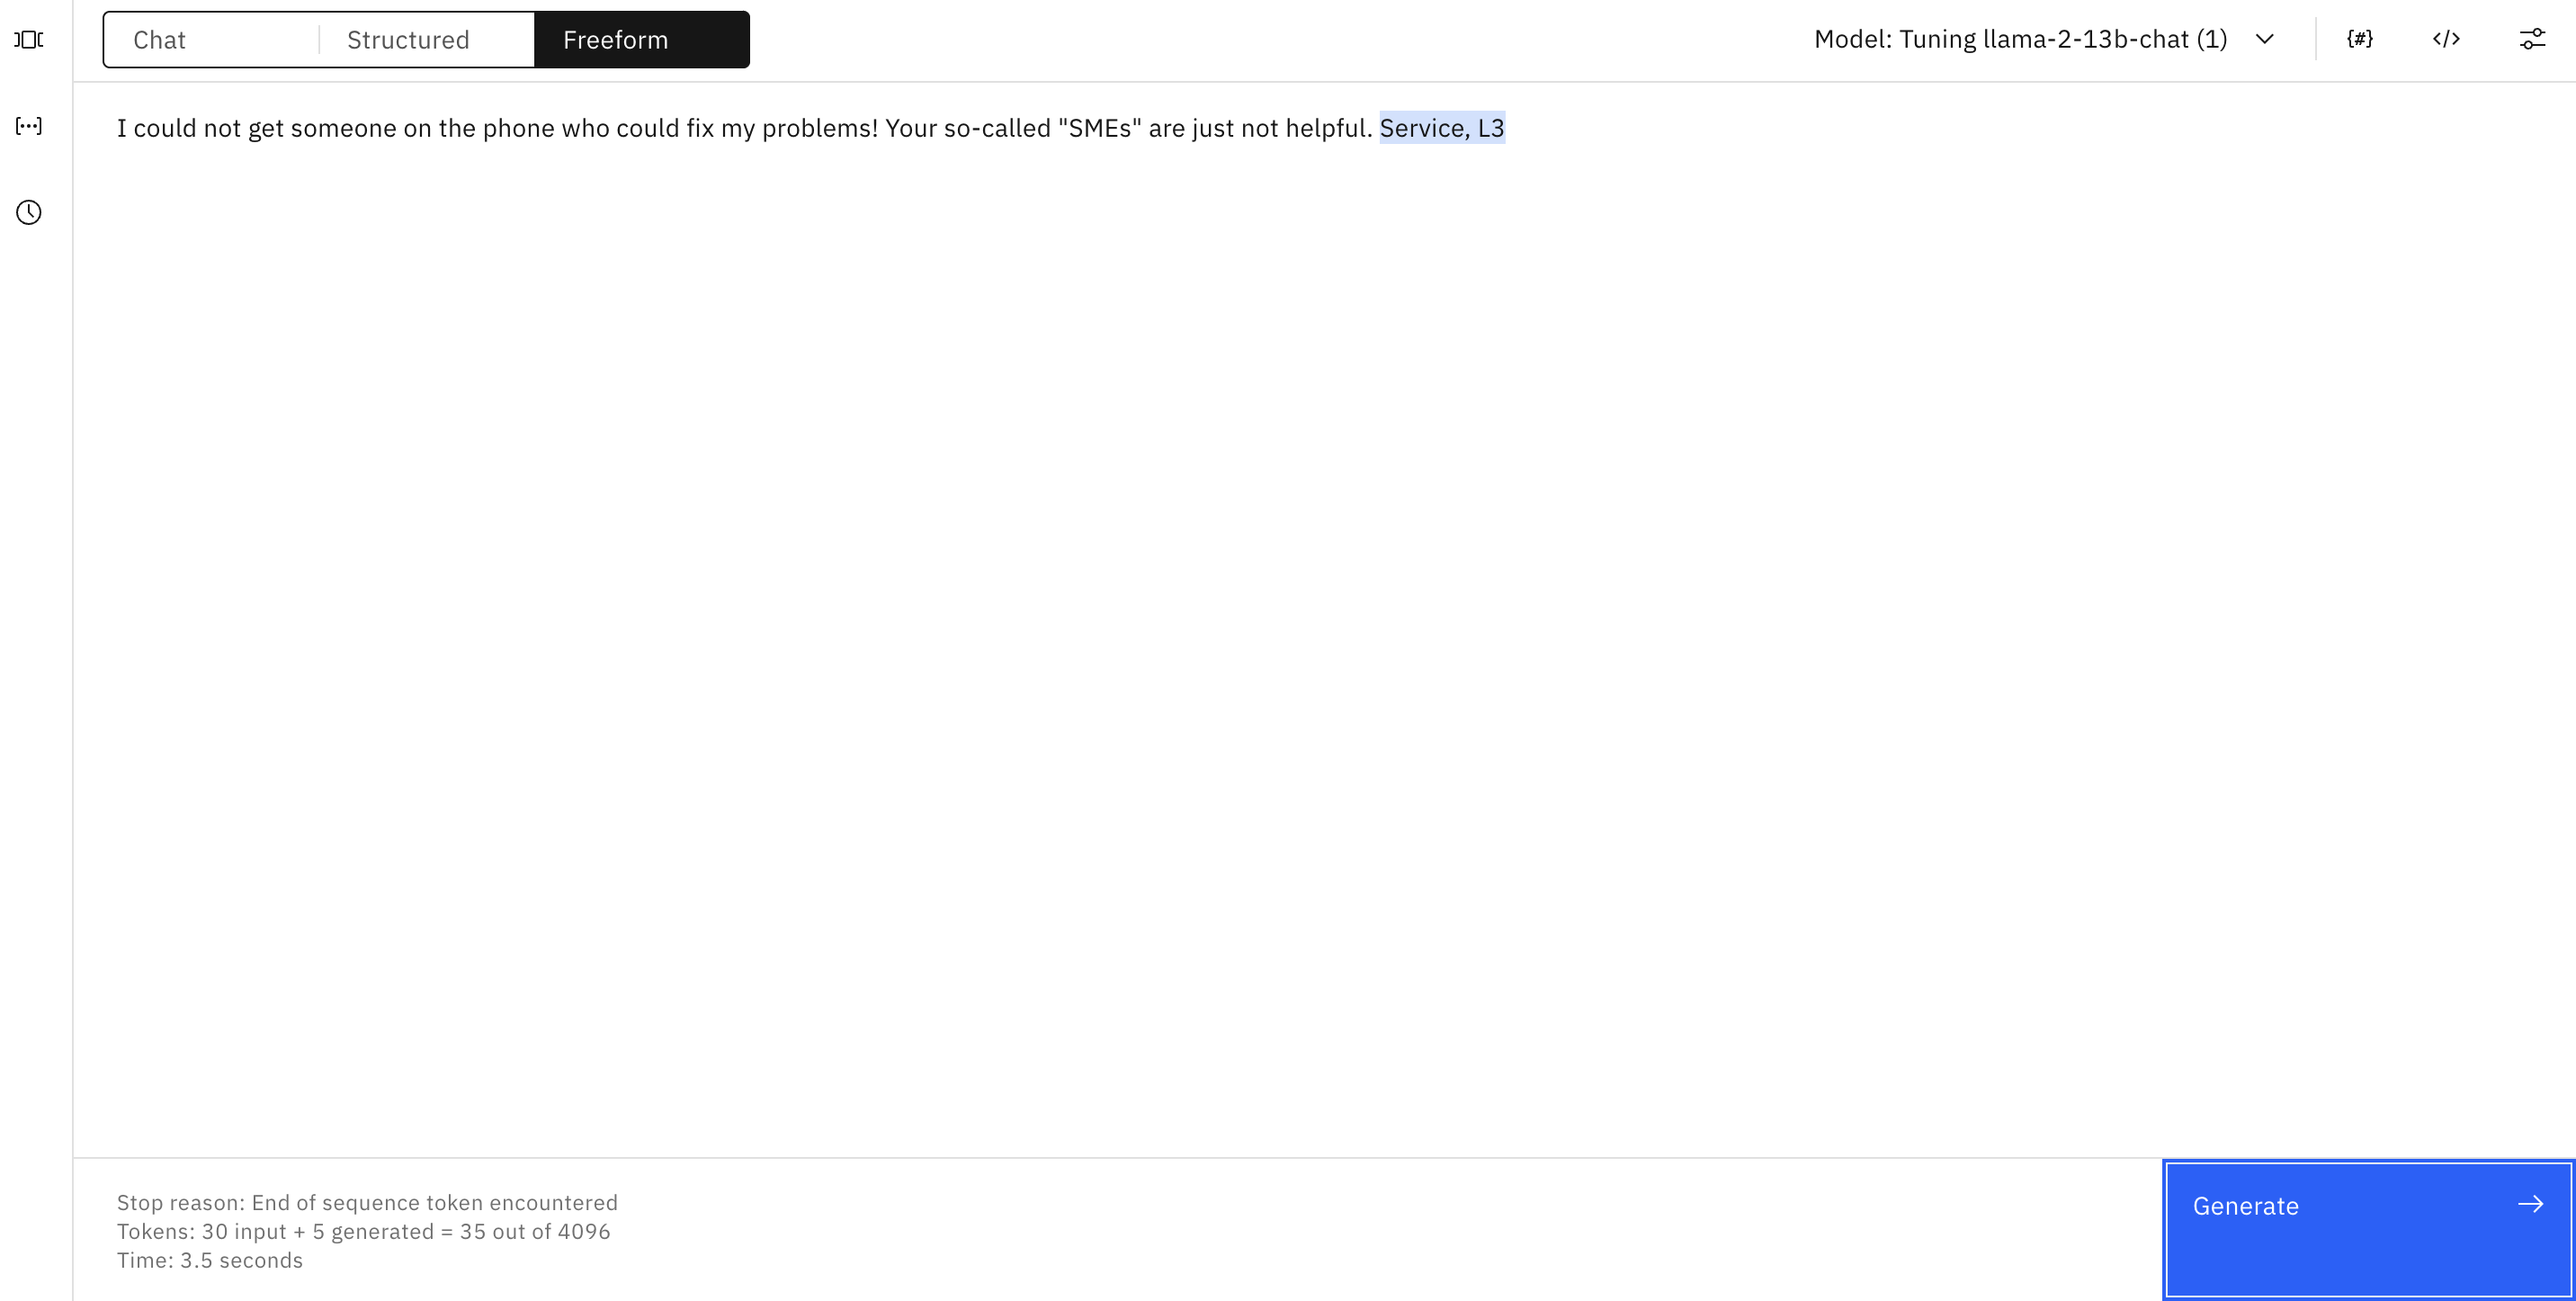 Chat
Structured
Freeform
Model: Tuning llama-2-13b-chat (1)
{#}
</>
[...]
I could not get someone on the phone who could fix my problems! Your so-called "SMEs" are just not helpful. Service, L3
Stop reason: End of sequence token encountered
Tokens: 30 input + 5 generated = 35 out of 4096
Time: 3.5 seconds
Generate